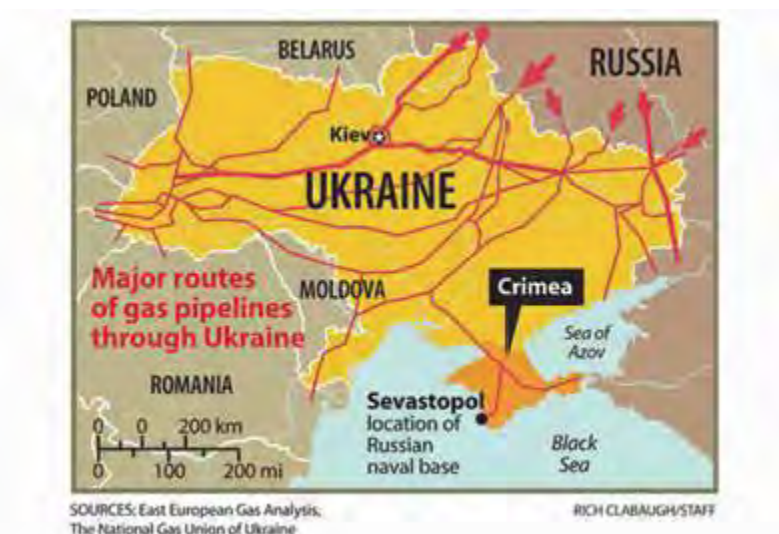 BELARUS
RUSSIA
POLAND
Kiev
UKRAINE
Major routes
of gas pipelines
through Ukraine
MOLDOVA
Crimea
Sea of
Azov
ROMANIA
Sevastopol
location of
Russian
naval base
Black
Sea
0 0 200 km
0 100 200 mi
SOURCES: East European Gas Analysis,
The National Gas Union of Ukraine
RICH CLABAUGH/STAFF